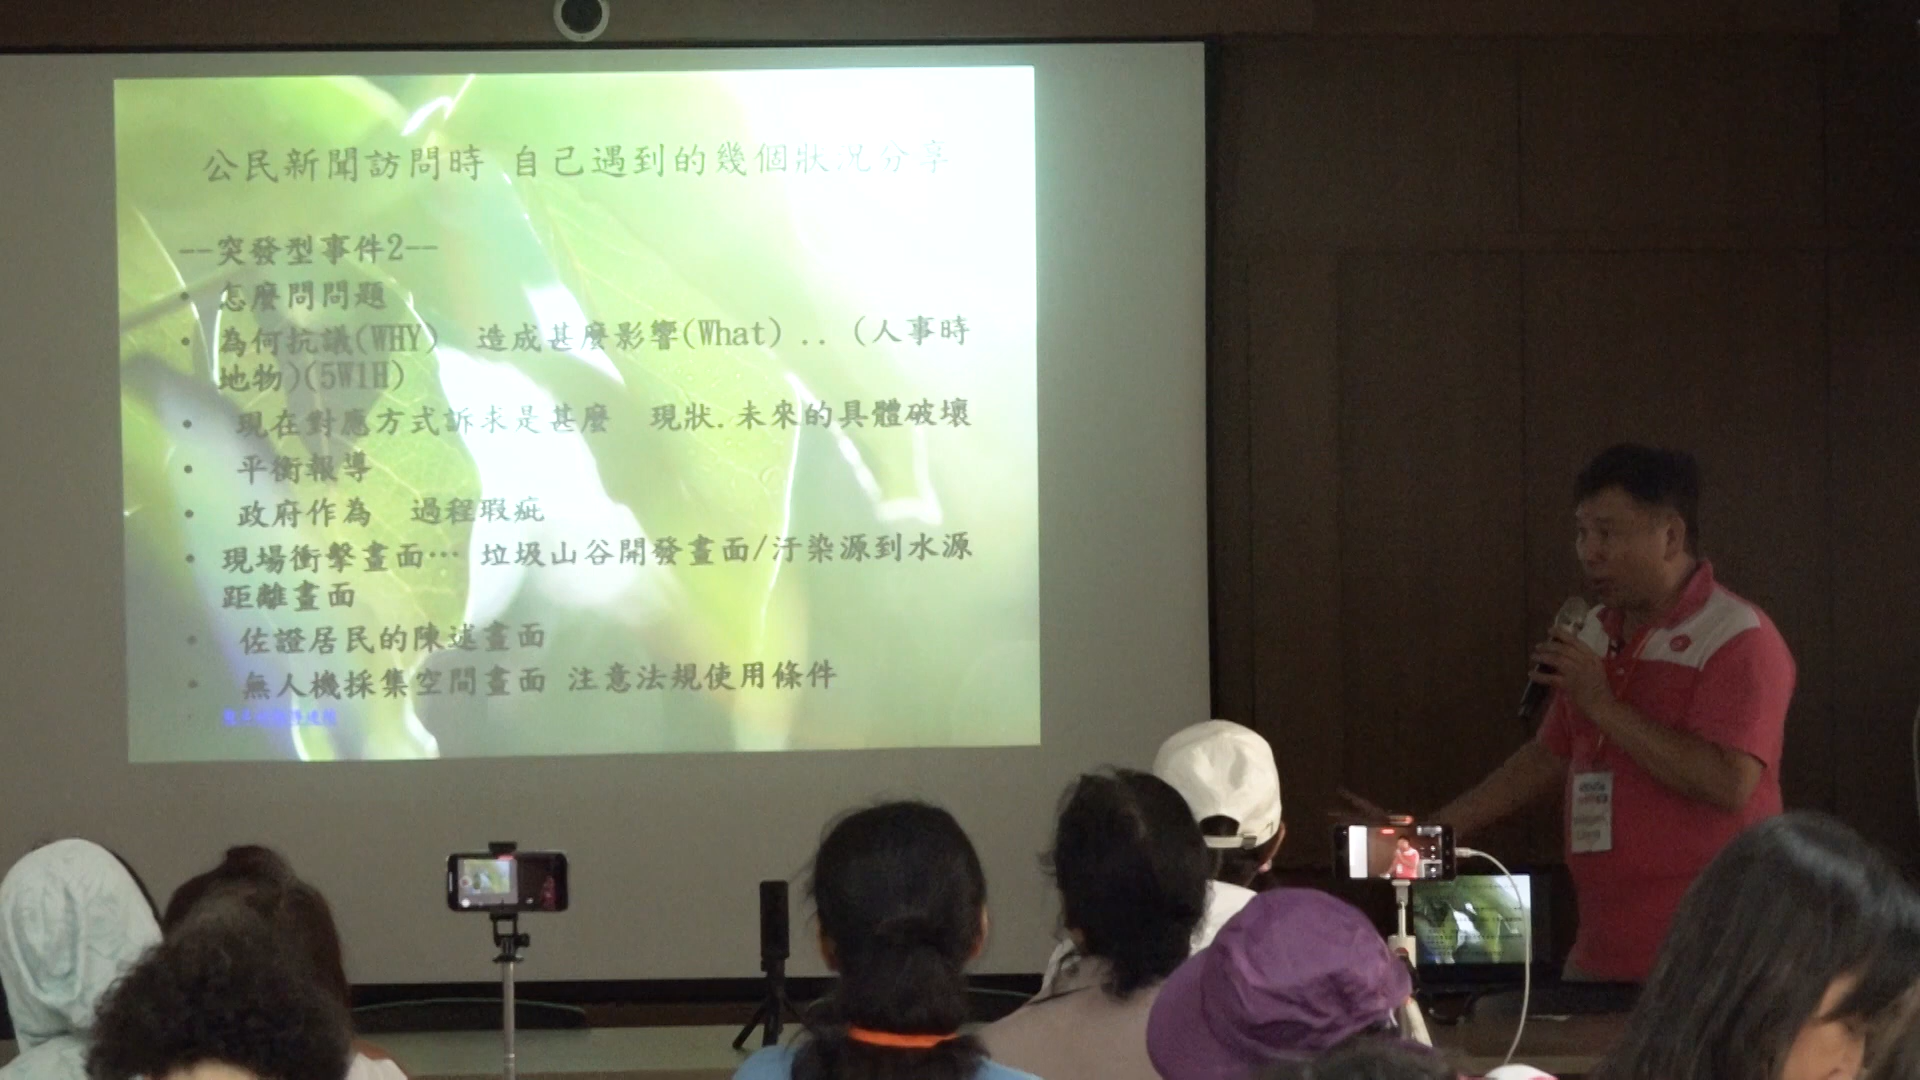 公民新聞訪問時 自己遇到的幾個狀況分享
--突發型事件2--
• 怎麼問問題
• 為何抗議(WHY) 造成甚麼影響(What) .. (人事時
地物)(5W1H)
• 現在對應方式訴求是甚麼 現狀.未來的具體破壞
• 平衡報導
• 政府作為 過程瑕疵
• 現場衝擊畫面… 垃圾山谷開發畫面/汙染源到水源
距離畫面
• 佐證居民的陳述畫面
• 無人機採集空間畫面 注意法規使用條件